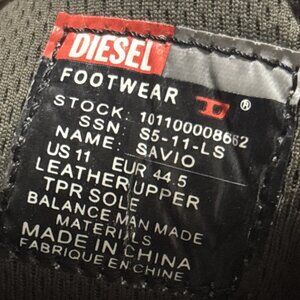 DIESEL
FOOTWEAR D ®
STOCK: 101100008662
SSN: S5-11-LS
NAME: SAVIO
US 11 EUR 44.5
LEATHER UPPER
TPR SOLE
BALANCE MAN MADE
MATERIALS
MADE IN CHINA
FABRIQUE EN CHINE